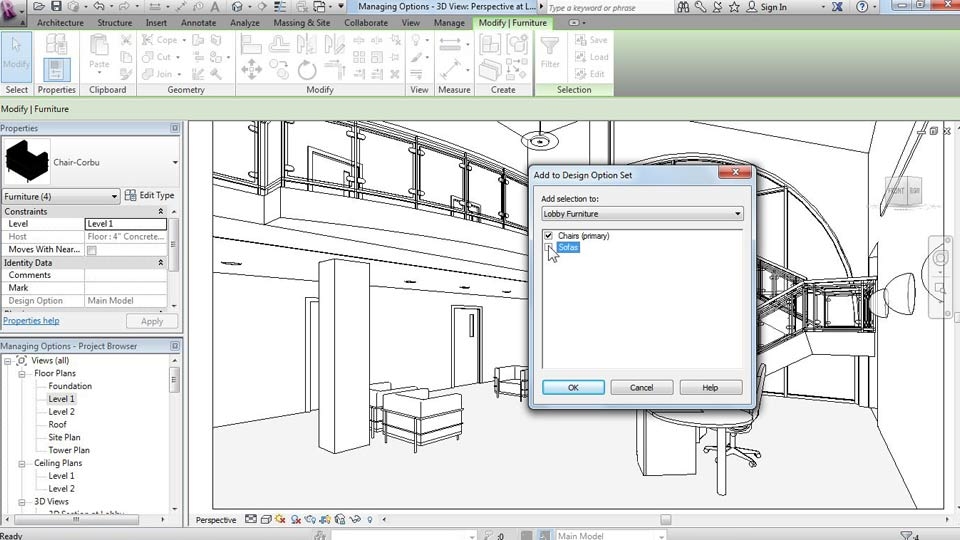 Managing Options - 3D View: Perspective at L...
Type a keyword or phrase
Sign In
Architecture Structure Insert Annotate Analyze Massing & Site Collaborate View Manage Modify | Furniture
Modify
Paste
Cope
Cut
Join
Save
Load
Edit
Filter
Select Properties Clipboard Geometry Modify View Measure Create Selection
Modify | Furniture
Properties
Chair-Corbu
Furniture (4)
Edit Type
Constraints
Level Level 1
Host Floor : 4" Concrete...
Moves With Near...
Identity Data
Comments
Mark
Design Option Main Model
Properties help
Apply
Managing Options - Project Browser
Views (all)
Floor Plans
Foundation
Level 1
Level 2
Roof
Site Plan
Tower Plan
Ceiling Plans
Level 1
Level 2
3D Views
3D Section at Lobby
Add to Design Option Set
Add selection to:
Lobby Furniture
Chairs (primary)
Sofas
OK Cancel Help
FRONT
Perspective
Ready
:0
Main Model
:4